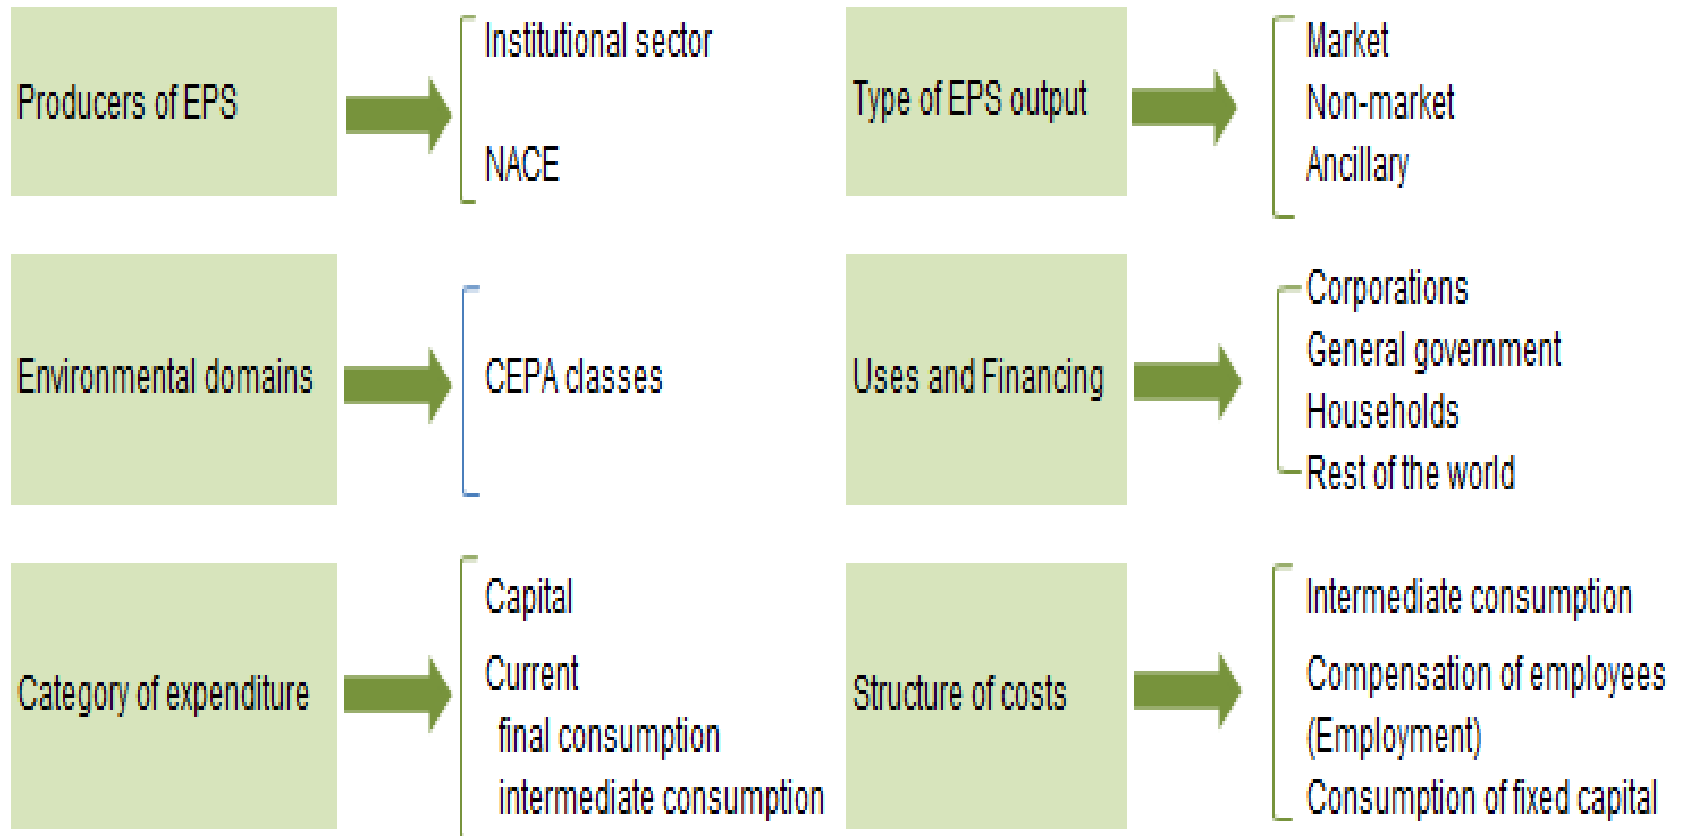 Producers of EPS
Institutional sector
NACE
Type of EPS output
Market
Non-market
Ancillary
Environmental domains
CEPA classes
Uses and Financing
Corporations
General government
Households
Rest of the world
Category of expenditure
Capital
Current
final consumption
intermediate consumption
Structure of costs
Intermediate consumption
Compensation of employees
(Employment)
Consumption of fixed capital